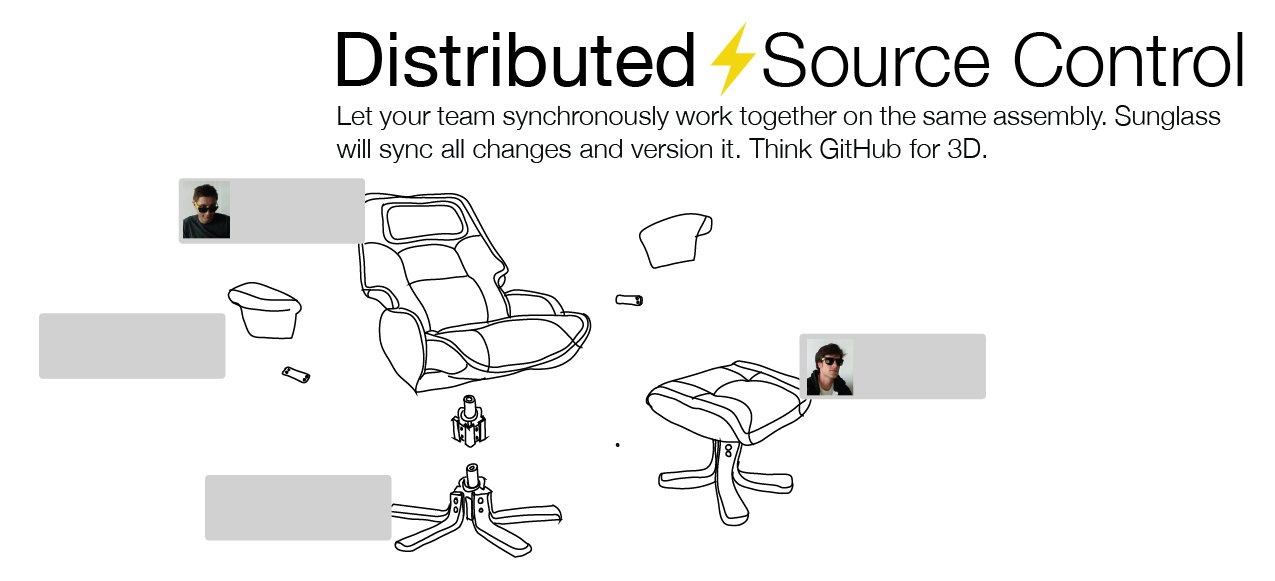 Distributed Source Control
Let your team synchronously work together on the same assembly. Sunglass
will sync all changes and version it. Think GitHub for 3D.